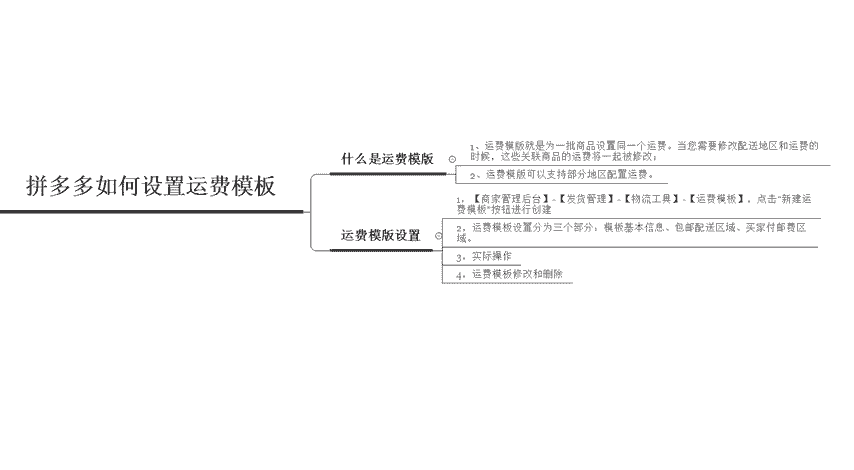 拼多多如何设置运费模板
什么是运费模版
1、运费模版就是为一批商品设置同一个运费。当您需要修改配送地区和运费的
时候，这些关联商品的运费将一起被修改；
2、运费模版可以支持部分地区配置运费。
运费模版设置
1，【商家管理后台】-【发货管理】-【物流工具】-【运费模板】，点击“新建运
费模板”按钮进行创建
2，运费模板设置分为三个部分：模板基本信息、包邮配送区域、买家付邮费区
域。
3，实际操作
4，运费模板修改和删除